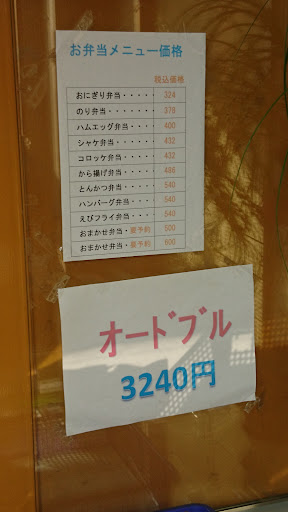 お弁当メニュー価格
税込価格
おにぎり弁当・・・・・324
のり弁当・・・・・・・378
ハムエッグ弁当・・・・400
シャケ弁当・・・・・・432
コロッケ弁当・・・・・432
から揚げ弁当・・・・・486
とんかつ弁当・・・・・540
ハンバーグ弁当・・・・540
えびフライ弁当・・・・540
おまかせ弁当・要予約 500
おまかせ弁当・要予約 600
オードブル
3240円